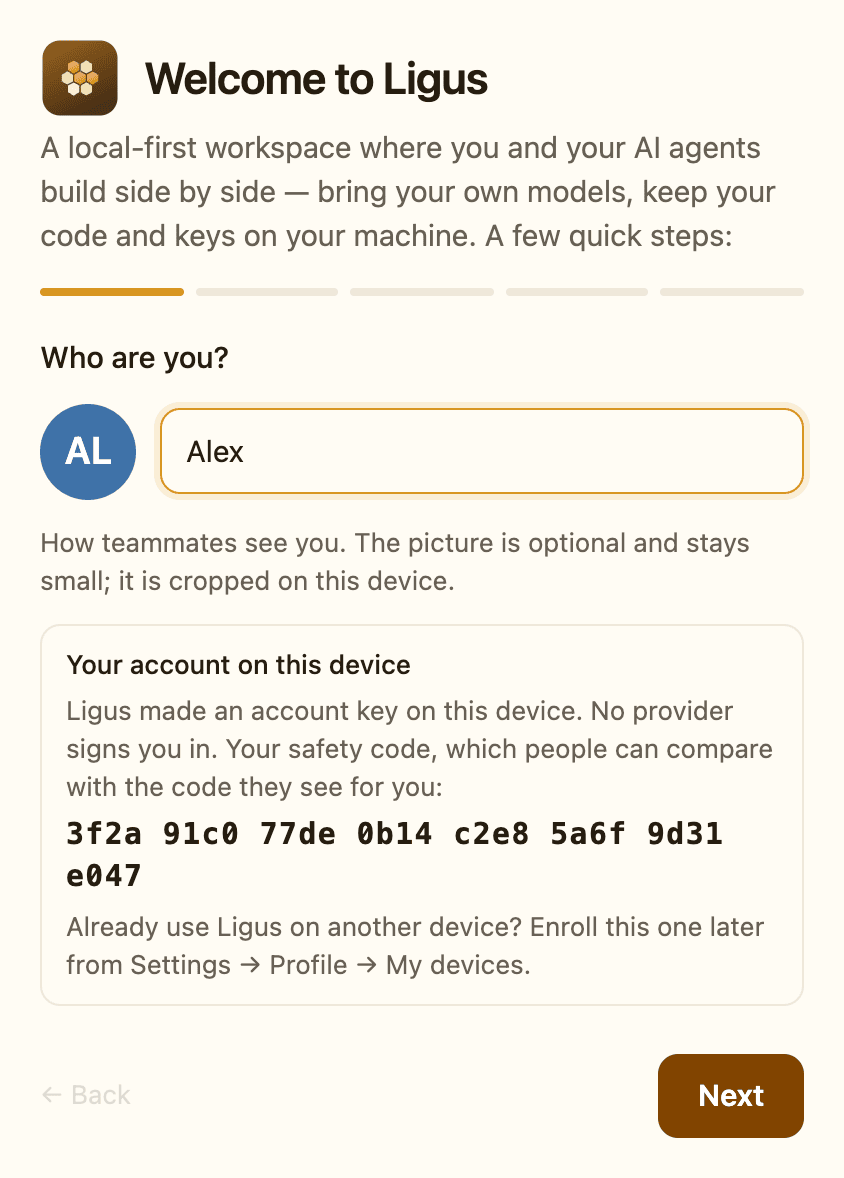 Welcome to Ligus
A local-first workspace where you and your AI agents
build side by side — bring your own models, keep your
code and keys on your machine. A few quick steps:
Who are you?
AL
Alex
How teammates see you. The picture is optional and stays
small; it is cropped on this device.
Your account on this device
Ligus made an account key on this device. No provider
signs you in. Your safety code, which people can compare
with the code they see for you:
3f2a 91c0 77de 0b14 c2e8 5a6f 9d31
e047
Already use Ligus on another device? Enroll this one later
from Settings → Profile → My devices.
← Back
Next